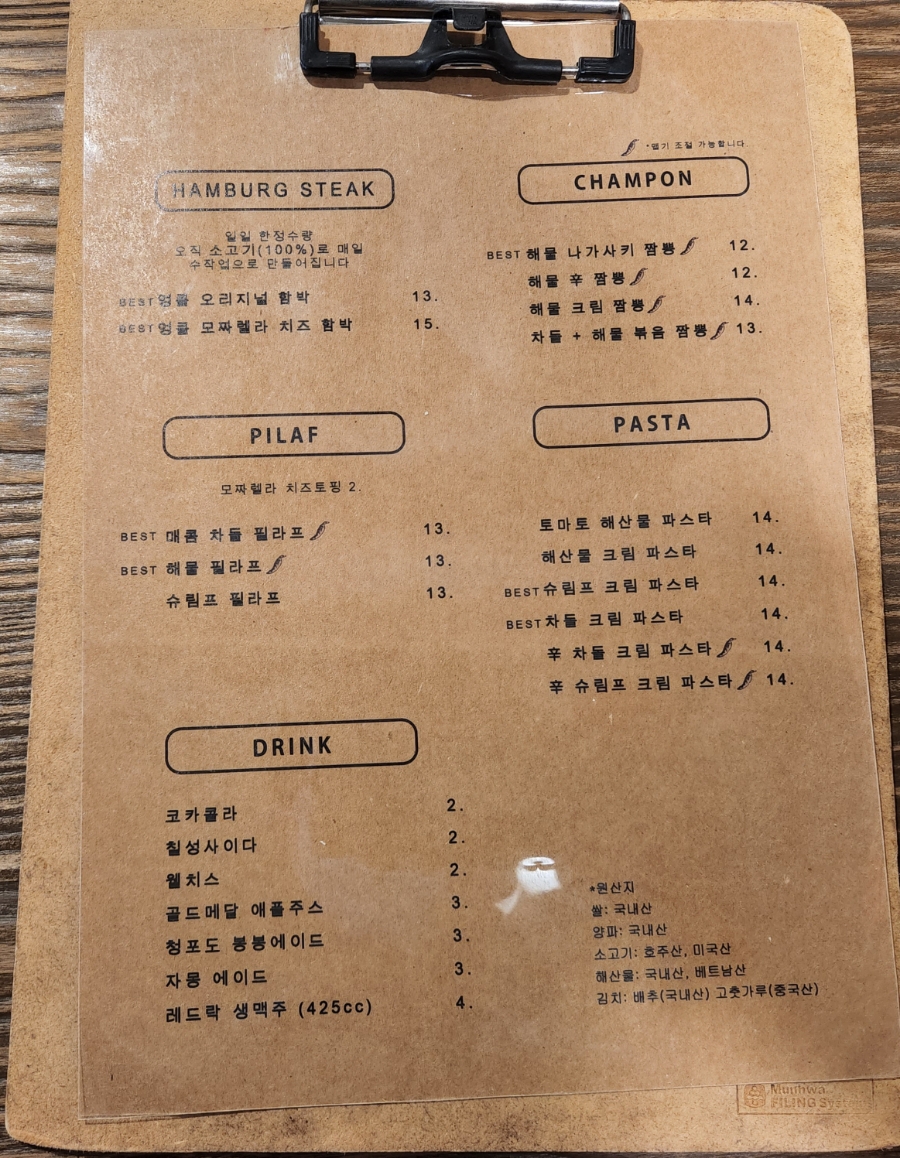 HAMBURG STEAK
일일 한정수량
오직 소고기(100%)로 매일
수작업으로 만들어집니다
BEST 영클 오리지널 함박 13.
BEST 영클 모짜렐라 치즈 함박 15.
*맵기 조절 가능합니다
CHAMPON
BEST 해물 나가사키 짬뽕 12.
해물 辛 짬뽕 12.
해물 크림 짬뽕 14.
차돌 + 해물 볶음 짬뽕 13.
PILAF
모짜렐라 치즈토핑 2.
BEST 매콤 차돌 필라프 13.
BEST 해물 필라프 13.
슈림프 필라프 13.
PASTA
토마토 해산물 파스타 14.
해산물 크림 파스타 14.
BEST 슈림프 크림 파스타 14.
BEST 차돌 크림 파스타 14.
辛 차돌 크림 파스타 14.
辛 슈림프 크림 파스타 14.
DRINK
코카콜라 2.
칠성사이다 2.
웰치스 2.
골드메달 애플주스 3.
청포도 봉봉에이드 3.
자몽 에이드 3.
레드락 생맥주 (425cc) 4.
*원산지
쌀: 국내산
양파: 국내산
소고기: 호주산, 미국산
해산물: 국내산, 베트남산
김치: 배추(국내산) 고춧가루(중국산)
Munhwa
FILING System